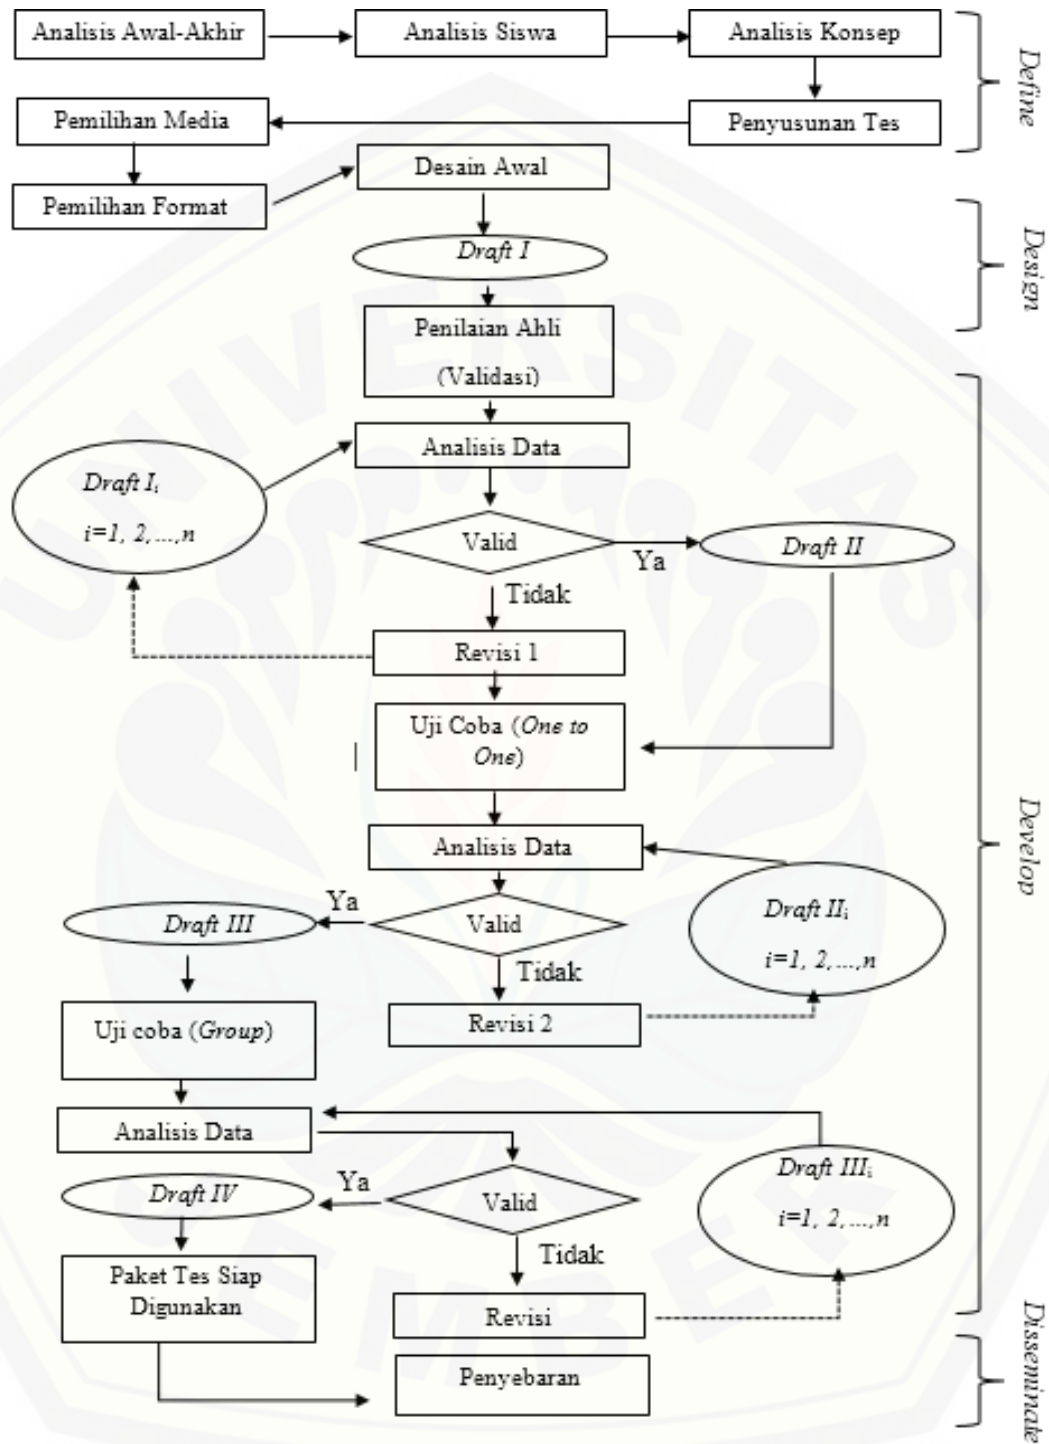 Analisis Awal-Akhir
Analisis Siswa
Analisis Konsep
Define
Pemilihan Media
Penyusunan Tes
Desain Awal
Pemilihan Format
Design
Draft I
Penilaian Ahli
(Validasi)
Analisis Data
Draft Iᵢ
i=1, 2,...,n
Valid
Ya
Draft II
Tidak
Revisi 1
Uji Coba (One to
One)
Develop
Analisis Data
Draft IIᵢ
i=1, 2,...,n
Ya
Draft III
Valid
Tidak
Uji coba (Group)
Revisi 2
Analisis Data
Draft IIIᵢ
i=1, 2,...,n
Ya
Draft IV
Valid
Tidak
Paket Tes Siap
Digunakan
Revisi
Penyebaran
Disseminate
UNIVERSITAS
JEMBER